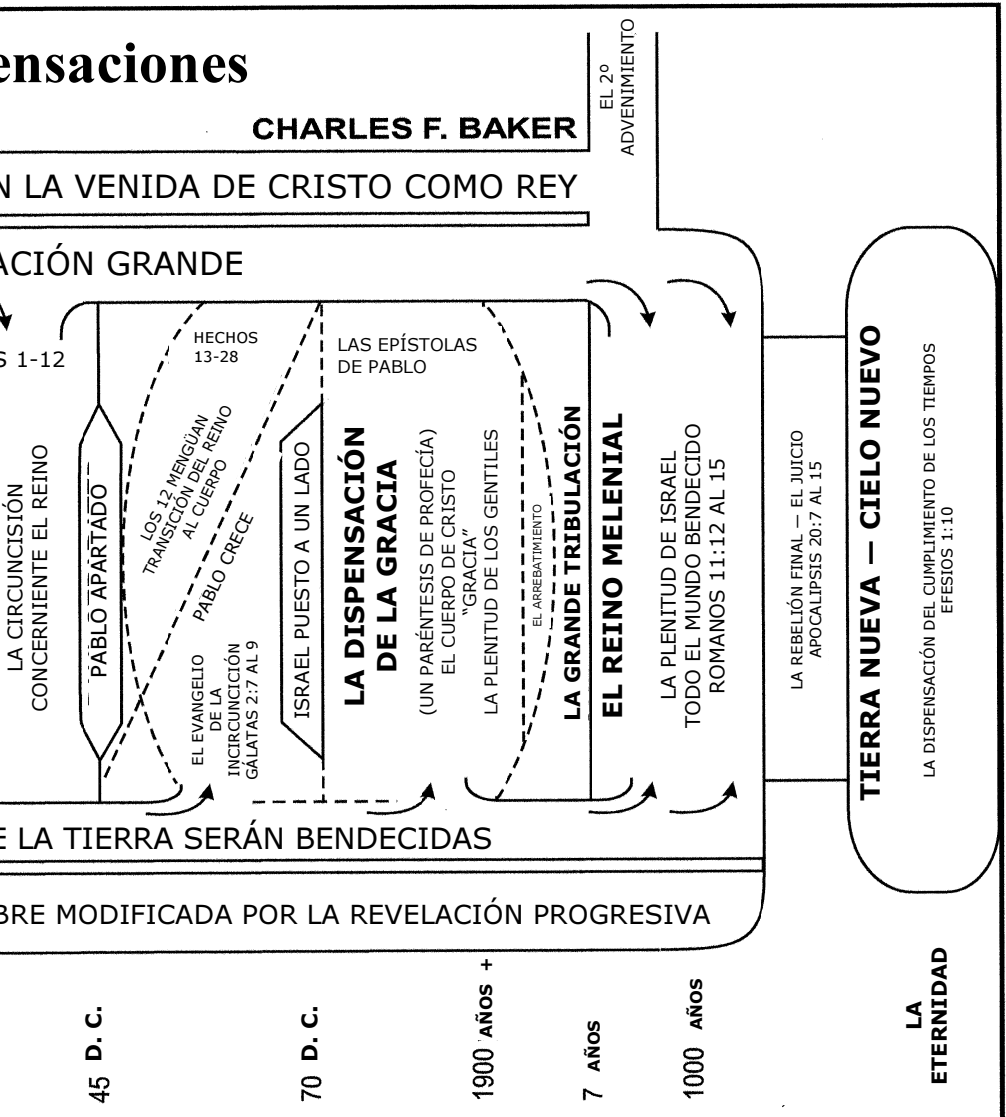 ensaciones
CHARLES F. BAKER
EL 2º
ADVENIMIENTO
N LA VENIDA DE CRISTO COMO REY
ACIÓN GRANDE
S 1-12
LA CIRCUNCISIÓN
CONCERNIENTE EL REINO
PABLO APARTADO
HECHOS
13-28
LOS 12 MENGÜAN
TRANSICIÓN DEL REINO
AL CUERPO
PABLO CRECE
EL EVANGELIO
DE LA
INCIRCUNCICIÓN
GÁLATAS 2:7 AL 9
ISRAEL PUESTO A UN LADO
LAS EPÍSTOLAS
DE PABLO
LA DISPENSACIÓN
DE LA GRACIA
(UN PARÉNTESIS DE PROFECÍA)
EL CUERPO DE CRISTO
“GRACIA”
LA PLENITUD DE LOS GENTILES
EL ARREBATIMIENTO
LA GRANDE TRIBULACIÓN
EL REINO MELENIAL
LA PLENITUD DE ISRAEL
TODO EL MUNDO BENDECIDO
ROMANOS 11:12 AL 15
LA REBELIÓN FINAL — EL JUICIO
APOCALIPSIS 20:7 AL 15
TIERRA NUEVA — CIELO NUEVO
LA DISPENSACIÓN DEL CUMPLIMIENTO DE LOS TIEMPOS
EFESIOS 1:10
E LA TIERRA SERÁN BENDECIDAS
BRE MODIFICADA POR LA REVELACIÓN PROGRESIVA
45 D. C.
70 D. C.
1900 AÑOS +
7 AÑOS
1000 AÑOS
LA
ETERNIDAD